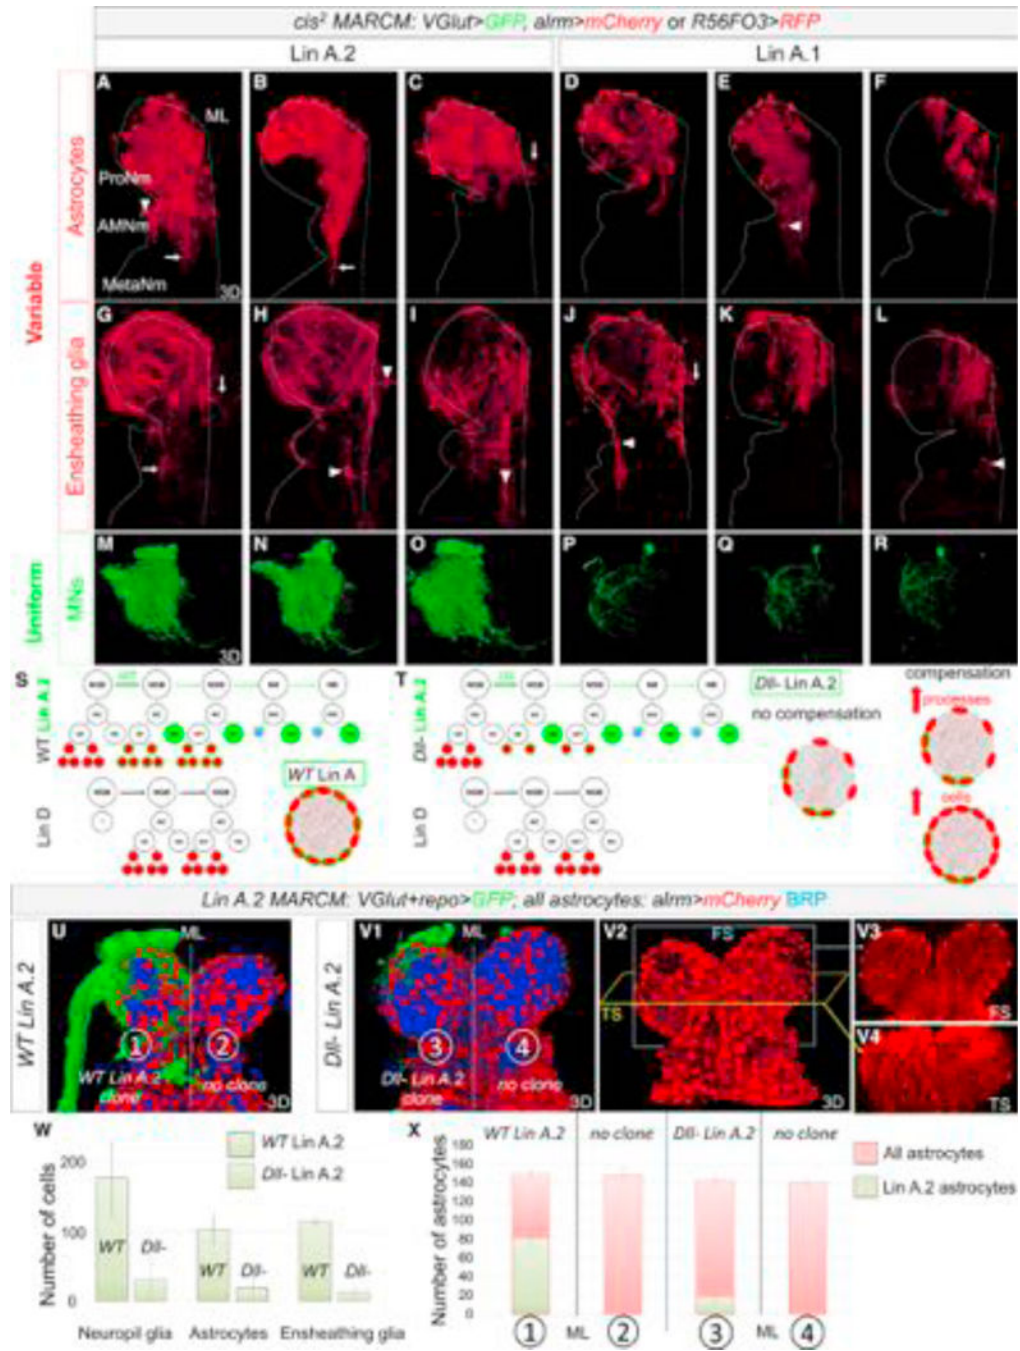 cis² MARCM: VGlut>GFP, alrm>mCherry or R56FO3>RFP
Lin A.2
Lin A.1
Variable
Astrocytes
A
ML
ProNm
AMNm
MetaNm
3D
B
C
D
E
F
Ensheathing glia
G
H
I
J
K
L
Uniform
MNs
M
3D
N
O
P
Q
R
S
WT Lin A.2
Lin D
WT Lin A
T
Dll- Lin A.2
Lin D
Dll- Lin A.2
no compensation
compensation
processes
cells
Lin A.2 MARCM: VGlut+repo>GFP; all astrocytes: alrm>mCherry BRP
WT Lin A.2
U
ML
1
2
WT Lin A.2
clone
no clone
3D
Dll- Lin A.2
V1
ML
3
4
Dll- Lin A.2
clone
no clone
3D
V2
FS
TS
3D
V3
FS
V4
TS
W
Number of cells
200
100
0
WT Lin A.2
Dll- Lin A.2
WT
Dll-
WT
Dll-
WT
Dll-
Neuropil glia
Astrocytes
Ensheathing glia
X
WT Lin A.2
no clone
Dll- Lin A.2
no clone
Number of astrocytes
180
160
140
120
100
80
60
40
20
0
1
ML
2
3
ML
4
All astrocytes
Lin A.2 astrocytes